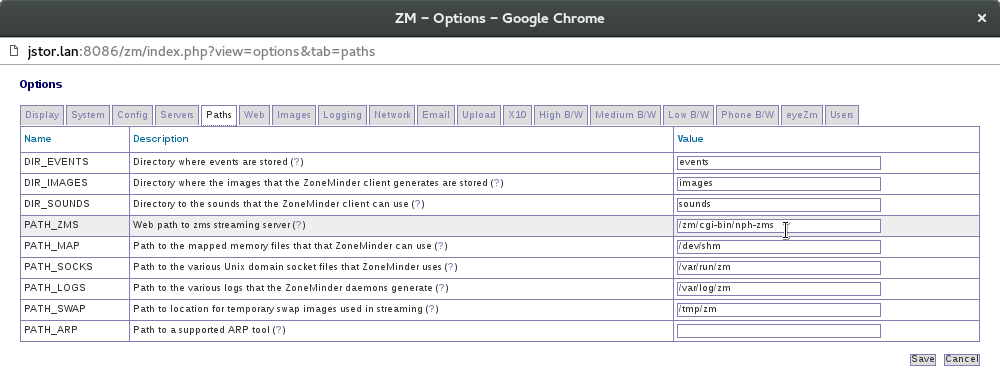 ZM – Options – Google Chrome ×
jstor.lan:8086/zm/index.php?view=options&tab=paths
Options
Display System Config Servers Paths Web Images Logging Network Email Upload X10 High B/W Medium B/W Low B/W Phone B/W eyeZm Users
Name Description Value
DIR_EVENTS Directory where events are stored (?) events
DIR_IMAGES Directory where the images that the ZoneMinder client generates are stored (?) images
DIR_SOUNDS Directory to the sounds that the ZoneMinder client can use (?) sounds
PATH_ZMS Web path to zms streaming server (?) /zm/cgi-bin/nph-zms
PATH_MAP Path to the mapped memory files that that ZoneMinder can use (?) /dev/shm
PATH_SOCKS Path to the various Unix domain socket files that ZoneMinder uses (?) /var/run/zm
PATH_LOGS Path to the various logs that the ZoneMinder daemons generate (?) /var/log/zm
PATH_SWAP Path to location for temporary swap images used in streaming (?) /tmp/zm
PATH_ARP Path to a supported ARP tool (?)
Save Cancel